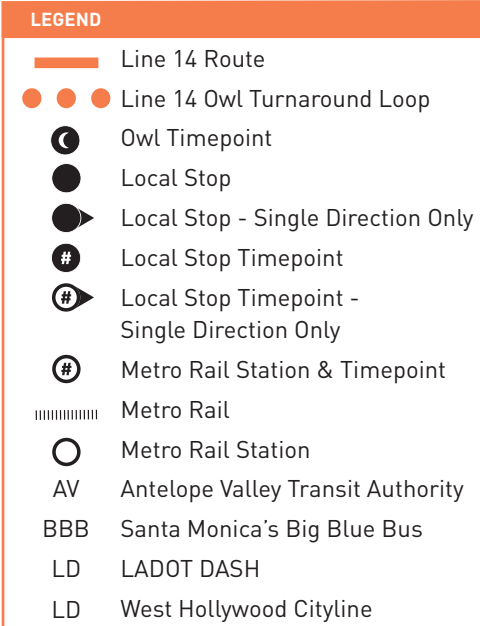 LEGEND
Line 14 Route
Line 14 Owl Turnaround Loop
Owl Timepoint
Local Stop
Local Stop - Single Direction Only
# Local Stop Timepoint
# Local Stop Timepoint -
Single Direction Only
# Metro Rail Station & Timepoint
Metro Rail
Metro Rail Station
AV Antelope Valley Transit Authority
BBB Santa Monica's Big Blue Bus
LD LADOT DASH
LD West Hollywood Cityline